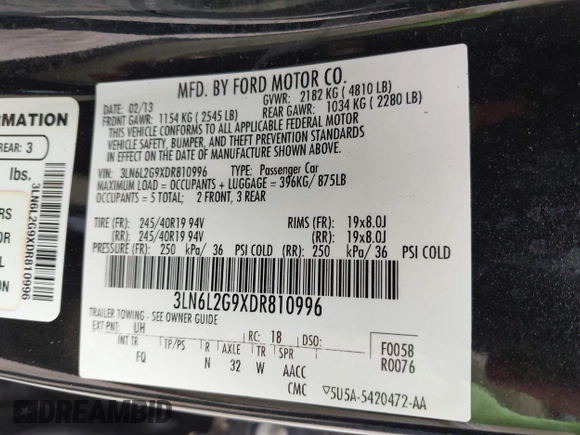 MFD. BY FORD MOTOR CO.
DATE: 02/13
GVWR: 2182 KG ( 4810 LB)
FRONT GAWR: 1154 KG ( 2545 LB)
REAR GAWR: 1034 KG ( 2280 LB)
THIS VEHICLE CONFORMS TO ALL APPLICABLE FEDERAL MOTOR
VEHICLE SAFETY, BUMPER, AND THEFT PREVENTION STANDARDS
IN EFFECT ON THE DATE OF MANUFACTURE SHOWN ABOVE
VIN: 3LN6L2G9XDR810996
TYPE: Passenger Car
MAXIMUM LOAD = OCCUPANTS + LUGGAGE = 396KG/ 875LB
OCCUPANTS = 5 TOTAL; 2 FRONT, 3 REAR
TIRE (FR): 245/40R19 94V
RIMS (FR): 19x8.0J
(RR): 245/40R19 94V
(RR): 19x8.0J
PRESSURE (FR): 250 kPa/ 36 PSI COLD
(RR): 250 kPa/ 36 PSI COLD
3LN6L2G9XDR810996
TRAILER TOWING - SEE OWNER GUIDE
EXT PNT: UH
RC: 18
DSO:
F0058
R0076
INT TR
TP/PS
R
AXLE
TR
SPR
FQ
N
32
W
AACC
CMC
5U5A-5420472-AA
RMATION
REAR: 3
lbs.
3LN6L2G9XDR810996
RS
OR
L
ON
DREAMBID